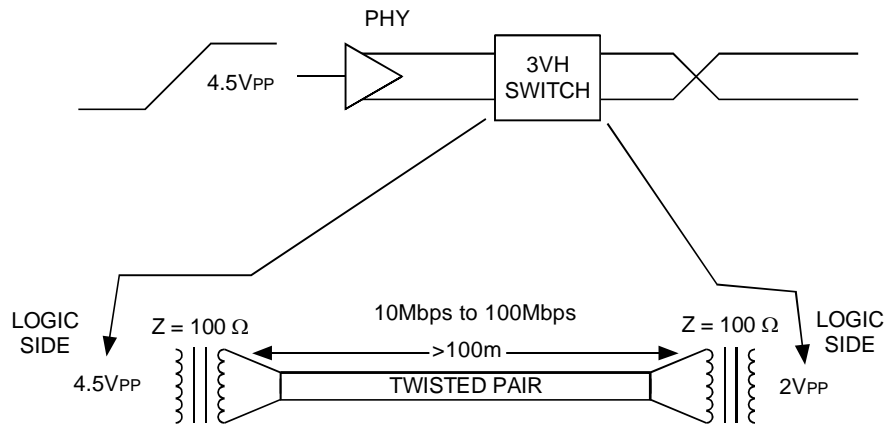 PHY
4.5VPP
3VH
SWITCH
10Mbps to 100Mbps
LOGIC
SIDE
Z = 100 Ω
Z = 100 Ω
LOGIC
SIDE
>100m
4.5VPP
TWISTED PAIR
2VPP